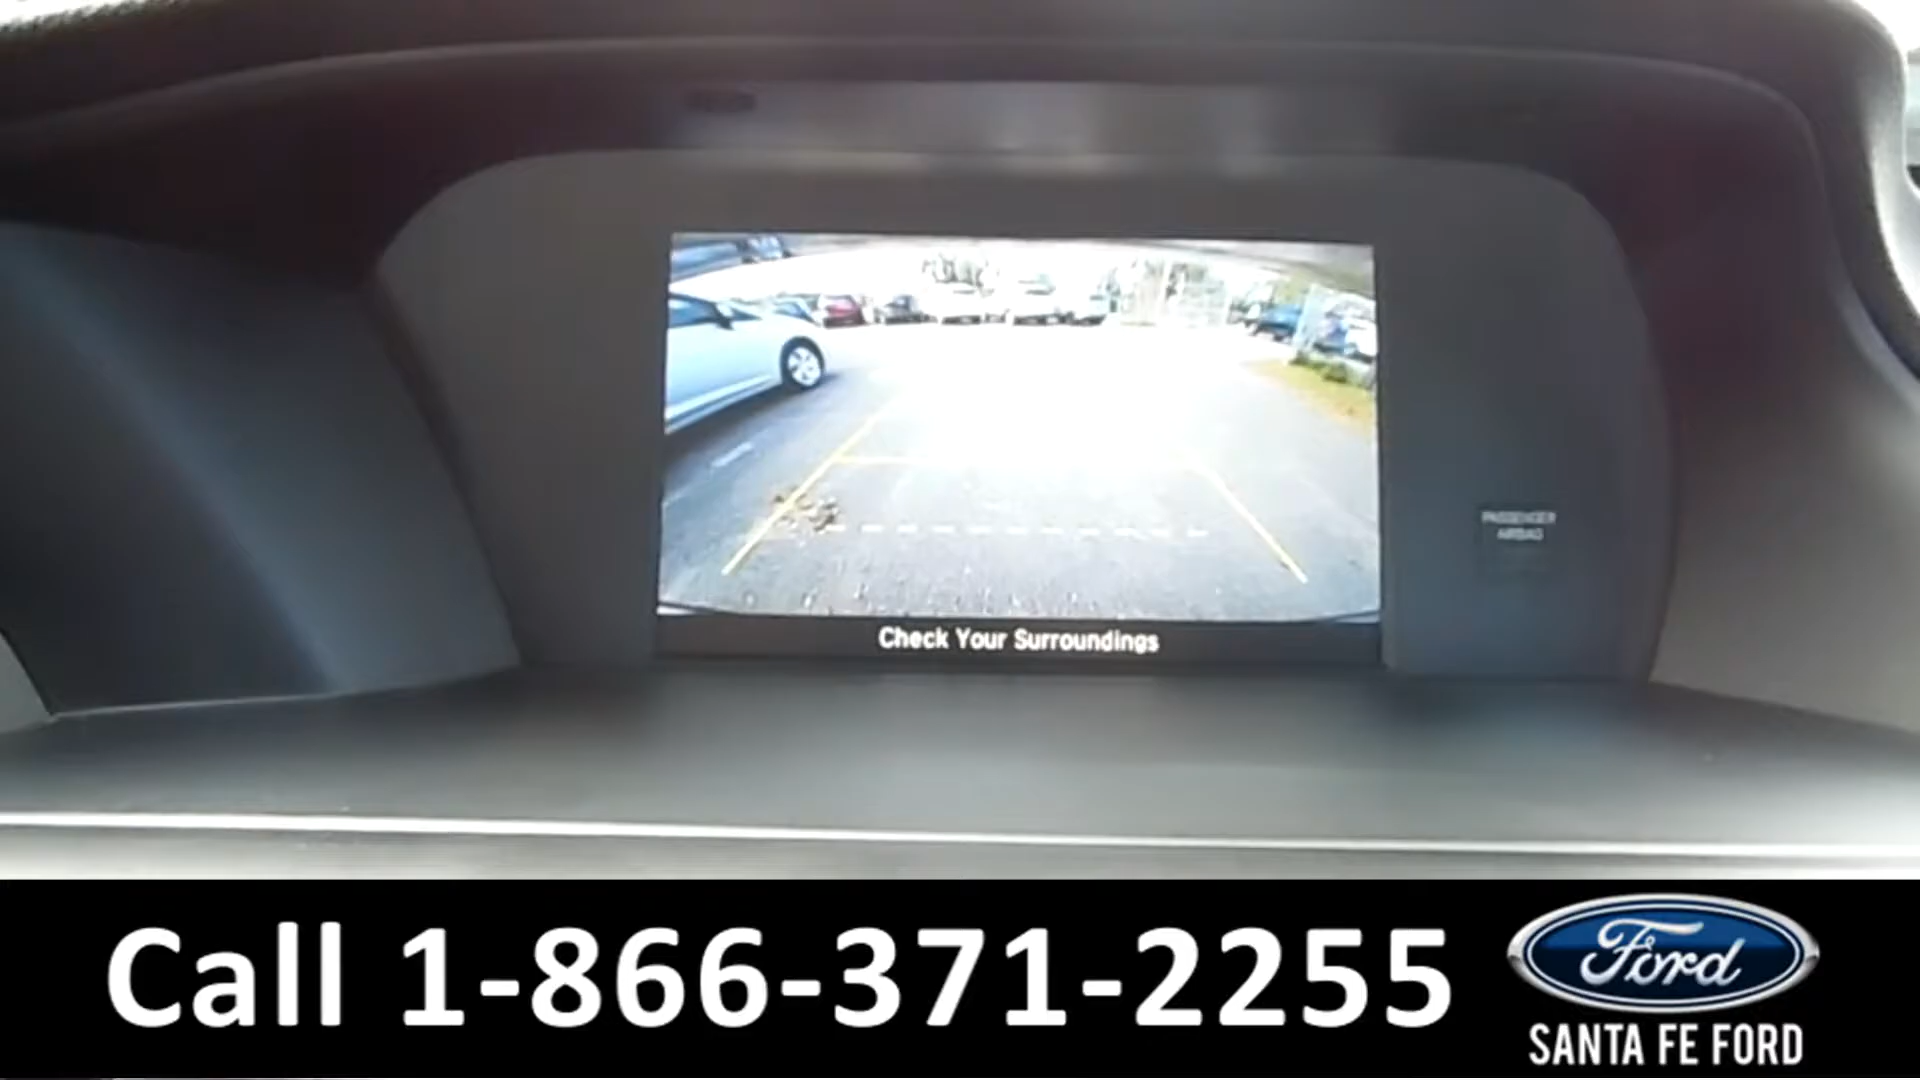 PASSENGER
AIRBAG
Check Your Surroundings
Call 1-866-371-2255
Ford
SANTA FE FORD